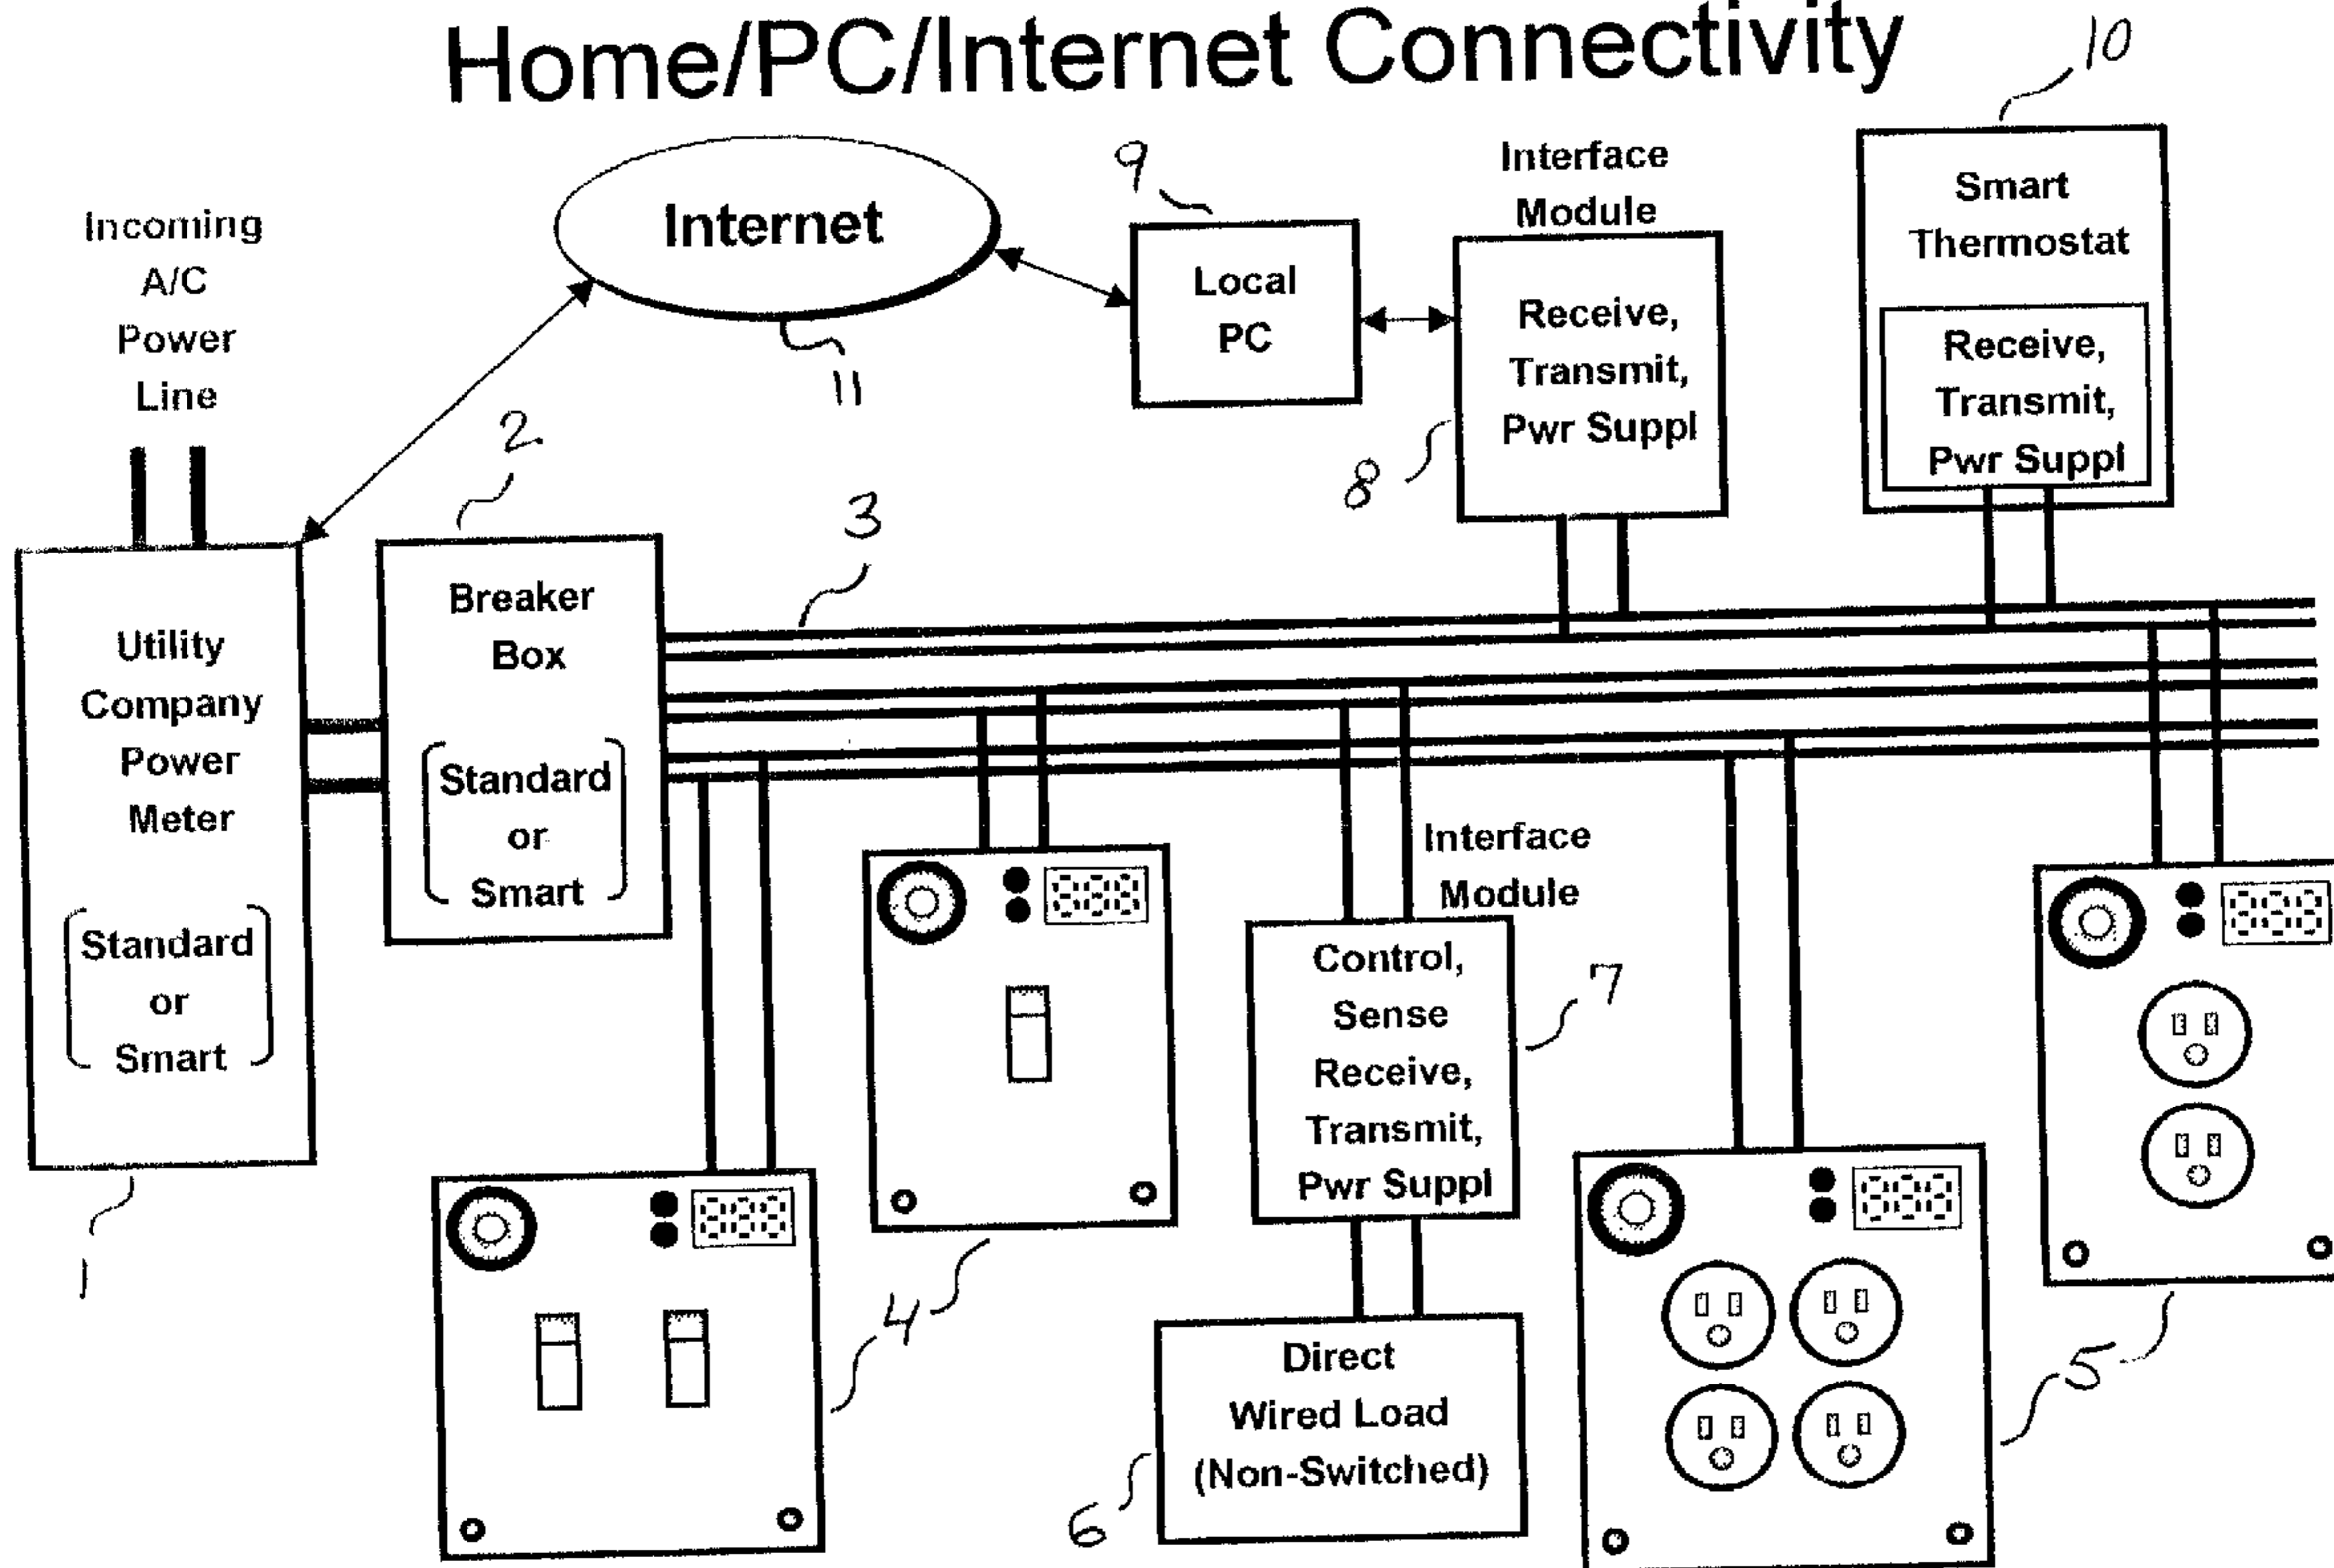 Home/PC/Internet Connectivity
10
Incoming
A/C
Power
Line
Internet
11
9
Local
PC
Interface
Module
Receive,
Transmit,
Pwr Suppl
8
Smart
Thermostat
Receive,
Transmit,
Pwr Suppl
2
3
Utility
Company
Power
Meter
Standard
or
Smart
1
Breaker
Box
Standard
or
Smart
4
Interface
Module
Control,
Sense
Receive,
Transmit,
Pwr Suppl
7
Direct
Wired Load
(Non-Switched)
6
5